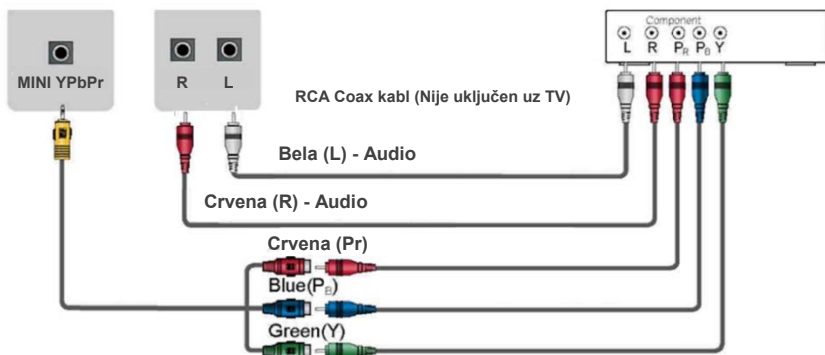 Component
L R PR PB Y
MINI YPbPr
R L
RCA Coax kabl (Nije uključen uz TV)
Bela (L) - Audio
Crvena (R) - Audio
Crvena (Pr)
Blue(PB)
Green(Y)